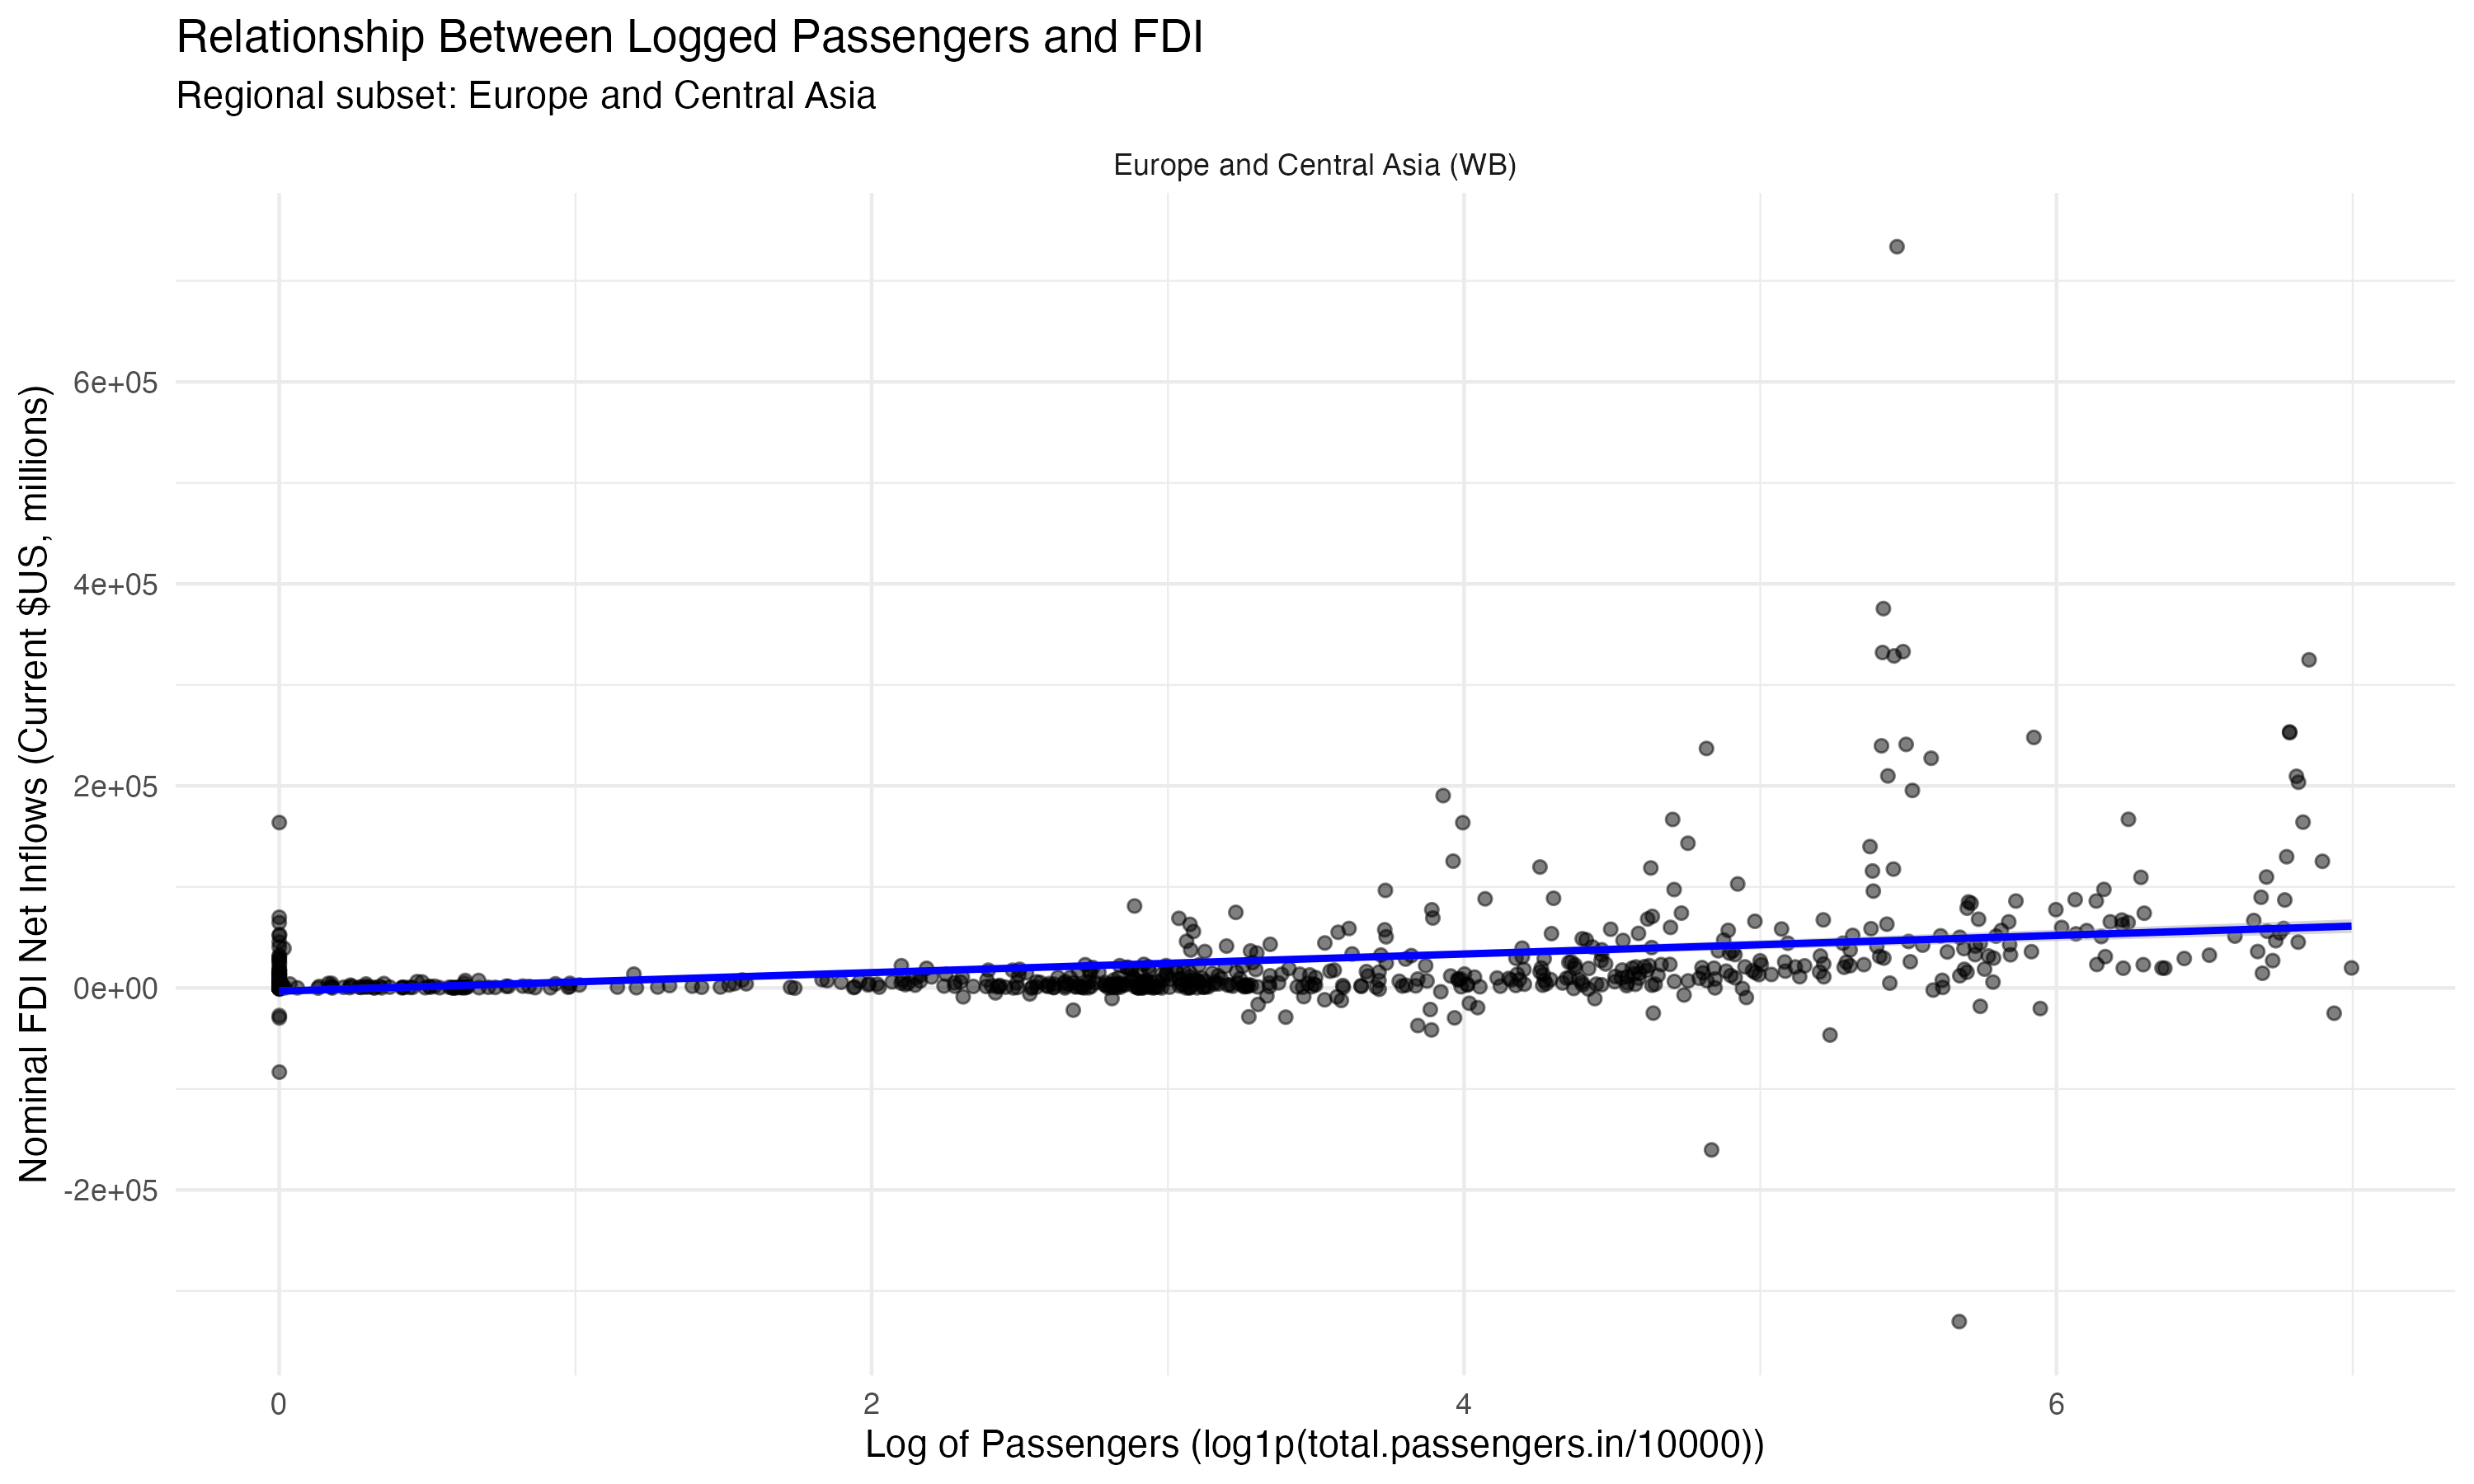 Relationship Between Logged Passengers and FDI
Regional subset: Europe and Central Asia
Europe and Central Asia (WB)
Nominal FDI Net Inflows (Current $US, millions)
6e+05
4e+05
2e+05
0e+00
-2e+05
0
2
4
6
Log of Passengers (log1p(total.passengers.in/10000))